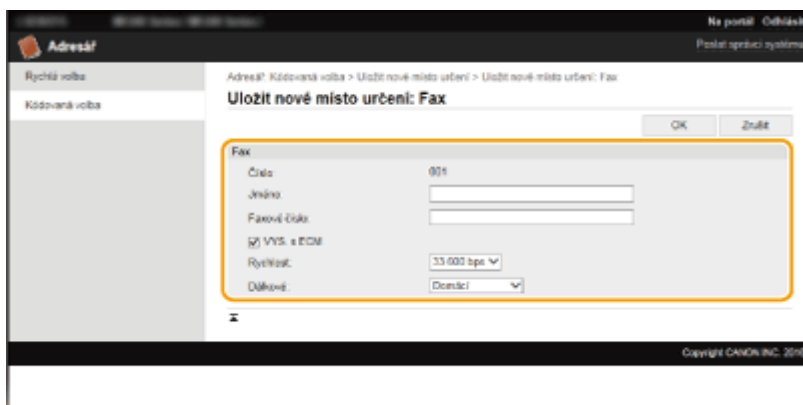 Na portál Odhlásit
Adresář
Poslat zprávu správci systému
Rychlá volba
Kódovaná volba
Adresář: Kódovaná volba > Uložit nové místo určení > Uložit nové místo určení: Fax
Uložit nové místo určení: Fax
OK Zrušit
Fax
Číslo: 001
Jméno:
Faxové číslo:
VYS. s ECM
Rychlost: 33 600 bps
Dálkové: Domácí
Copyright CANON INC. 2010